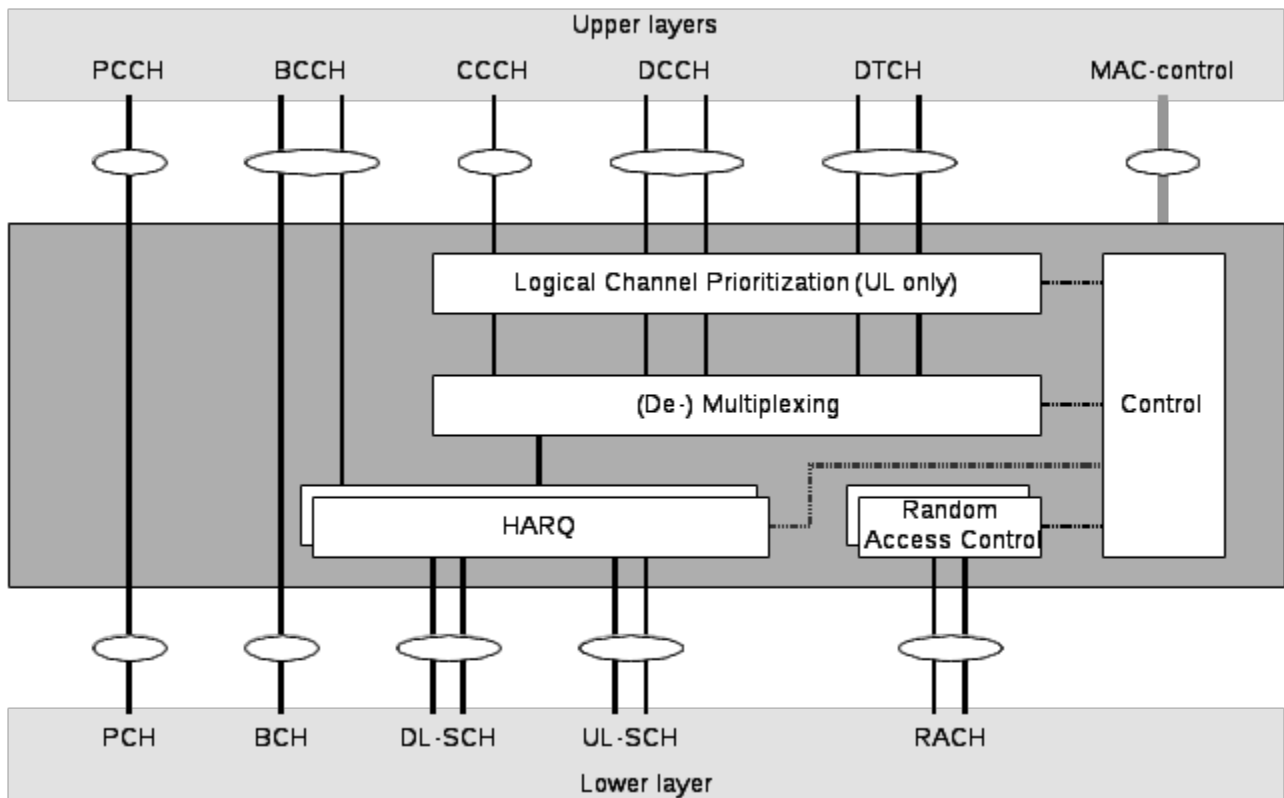 Upper layers
PCCH BCCH CCCH DCCH DTCH MAC-control
Logical Channel Prioritization (UL only)
(De-) Multiplexing
Control
HARQ
Random
Access Control
PCH BCH DL-SCH UL-SCH RACH
Lower layer